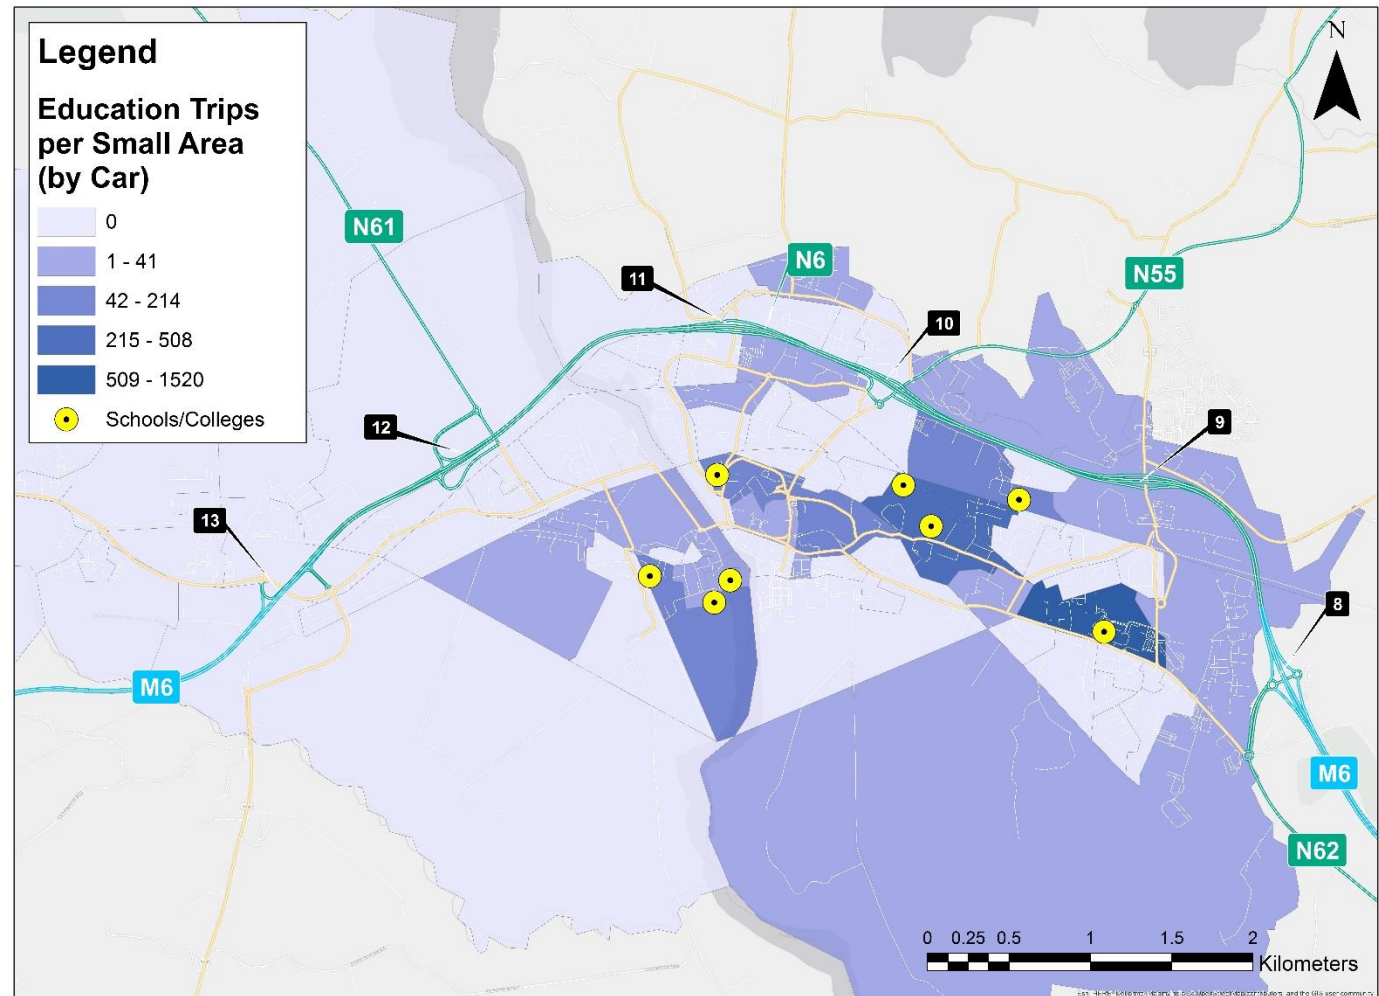 Legend
Education Trips
per Small Area
(by Car)
0
1 - 41
42 - 214
215 - 508
509 - 1520
Schools/Colleges
N
N61
N6
N55
11
10
12
9
13
8
M6
M6
N62
0 0.25 0.5 1 1.5 2
Kilometers